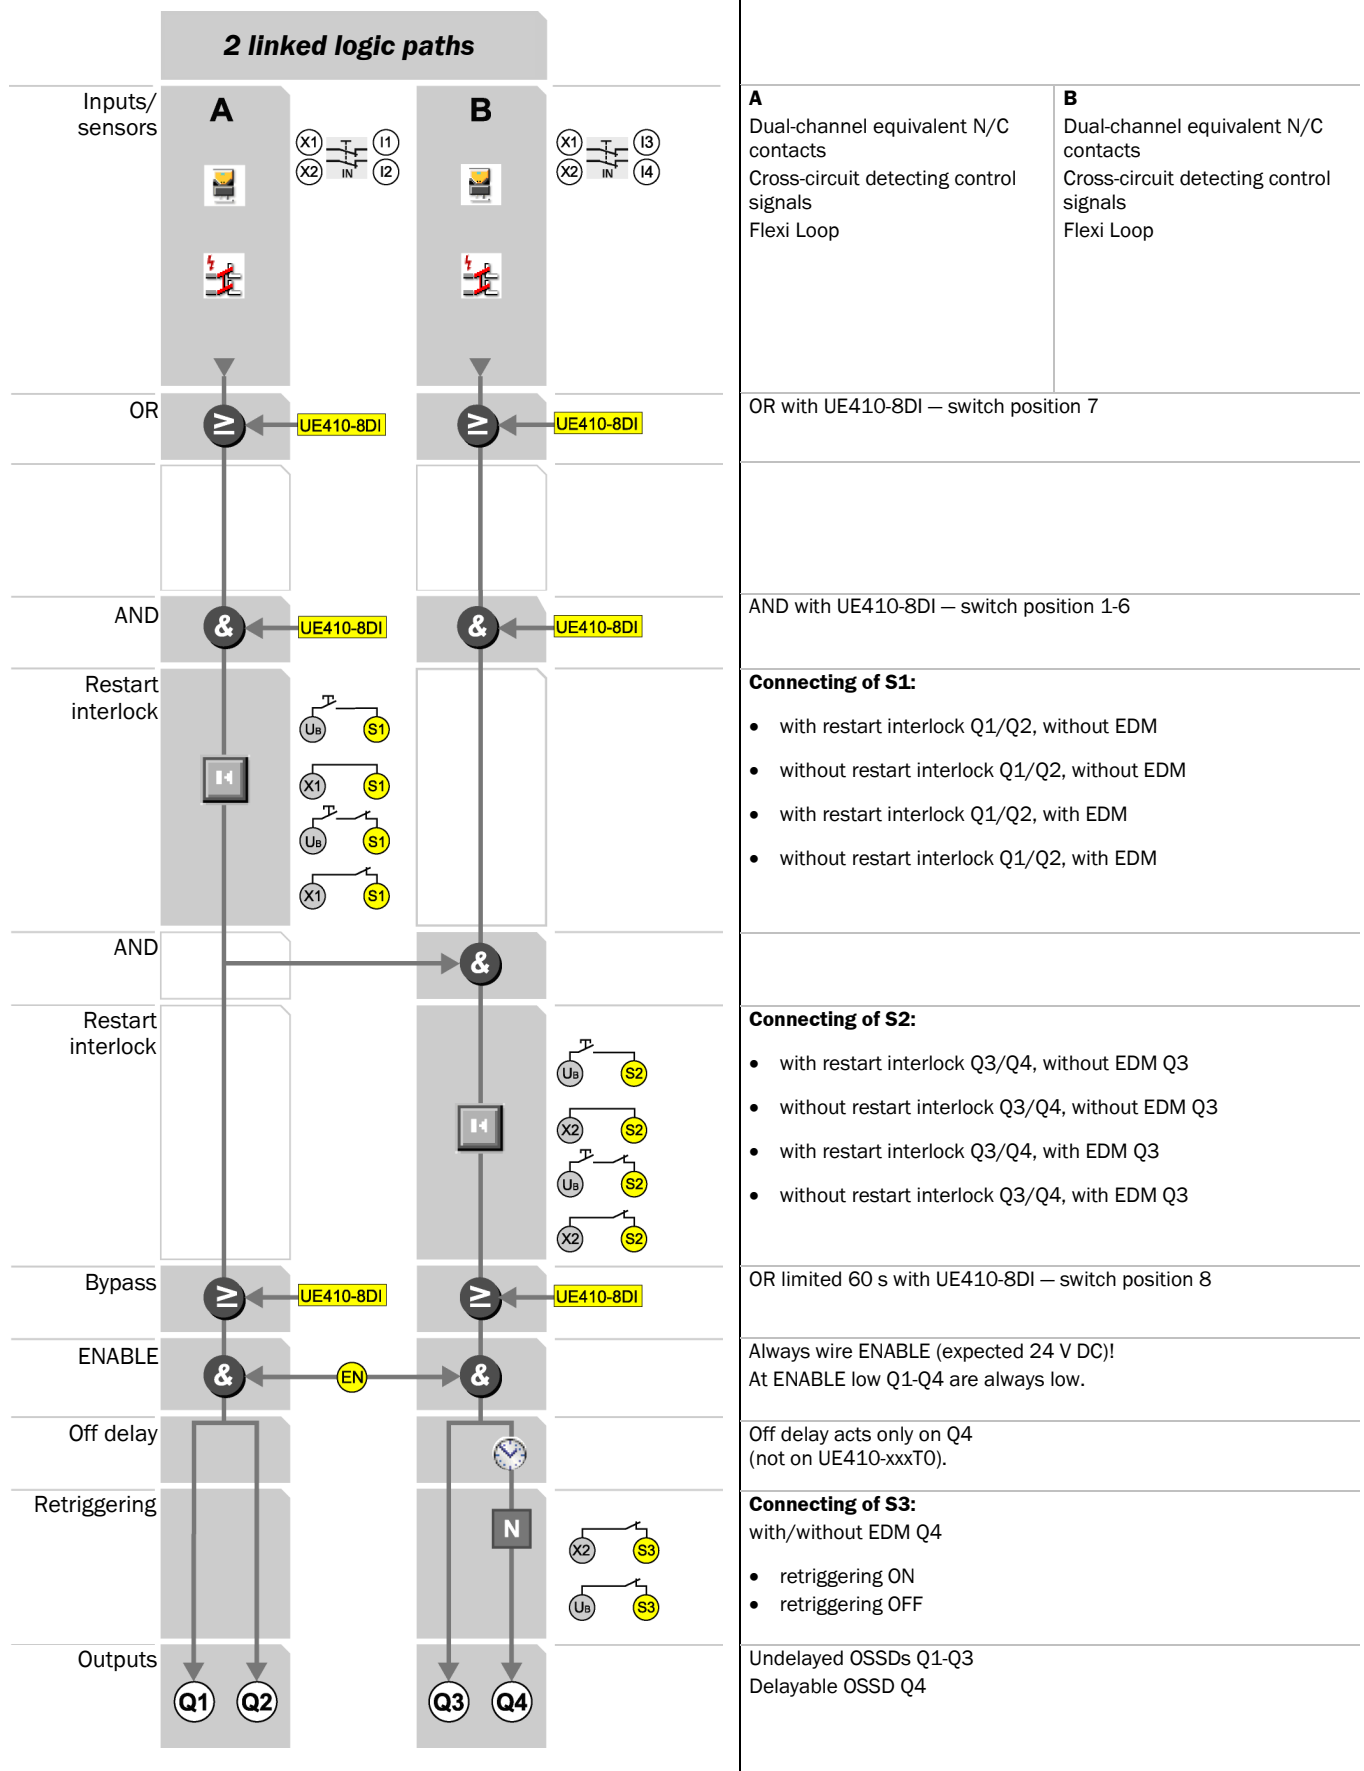 2 linked logic paths
Inputs/
sensors
A
X1
I1
X2
IN
I2
B
X1
I3
X2
IN
I4
A
Dual-channel equivalent N/C
contacts
Cross-circuit detecting control
signals
Flexi Loop
B
Dual-channel equivalent N/C
contacts
Cross-circuit detecting control
signals
Flexi Loop
OR
≥
UE410-8DI
≥
UE410-8DI
OR with UE410-8DI — switch position 7
AND
&
UE410-8DI
&
UE410-8DI
AND with UE410-8DI — switch position 1-6
Restart
interlock
UB
S1
X1
S1
UB
S1
X1
S1
Connecting of S1:
• with restart interlock Q1/Q2, without EDM
• without restart interlock Q1/Q2, without EDM
• with restart interlock Q1/Q2, with EDM
• without restart interlock Q1/Q2, with EDM
AND
&
Restart
interlock
UB
S2
X2
S2
UB
S2
X2
S2
Connecting of S2:
• with restart interlock Q3/Q4, without EDM Q3
• without restart interlock Q3/Q4, without EDM Q3
• with restart interlock Q3/Q4, with EDM Q3
• without restart interlock Q3/Q4, with EDM Q3
Bypass
≥
UE410-8DI
≥
UE410-8DI
OR limited 60 s with UE410-8DI — switch position 8
ENABLE
&
EN
&
Always wire ENABLE (expected 24 V DC)!
At ENABLE low Q1-Q4 are always low.
Off delay
Off delay acts only on Q4
(not on UE410-xxxT0).
Retriggering
N
X2
S3
UB
S3
Connecting of S3:
with/without EDM Q4
• retriggering ON
• retriggering OFF
Outputs
Q1
Q2
Q3
Q4
Undelayed OSSDs Q1-Q3
Delayable OSSD Q4